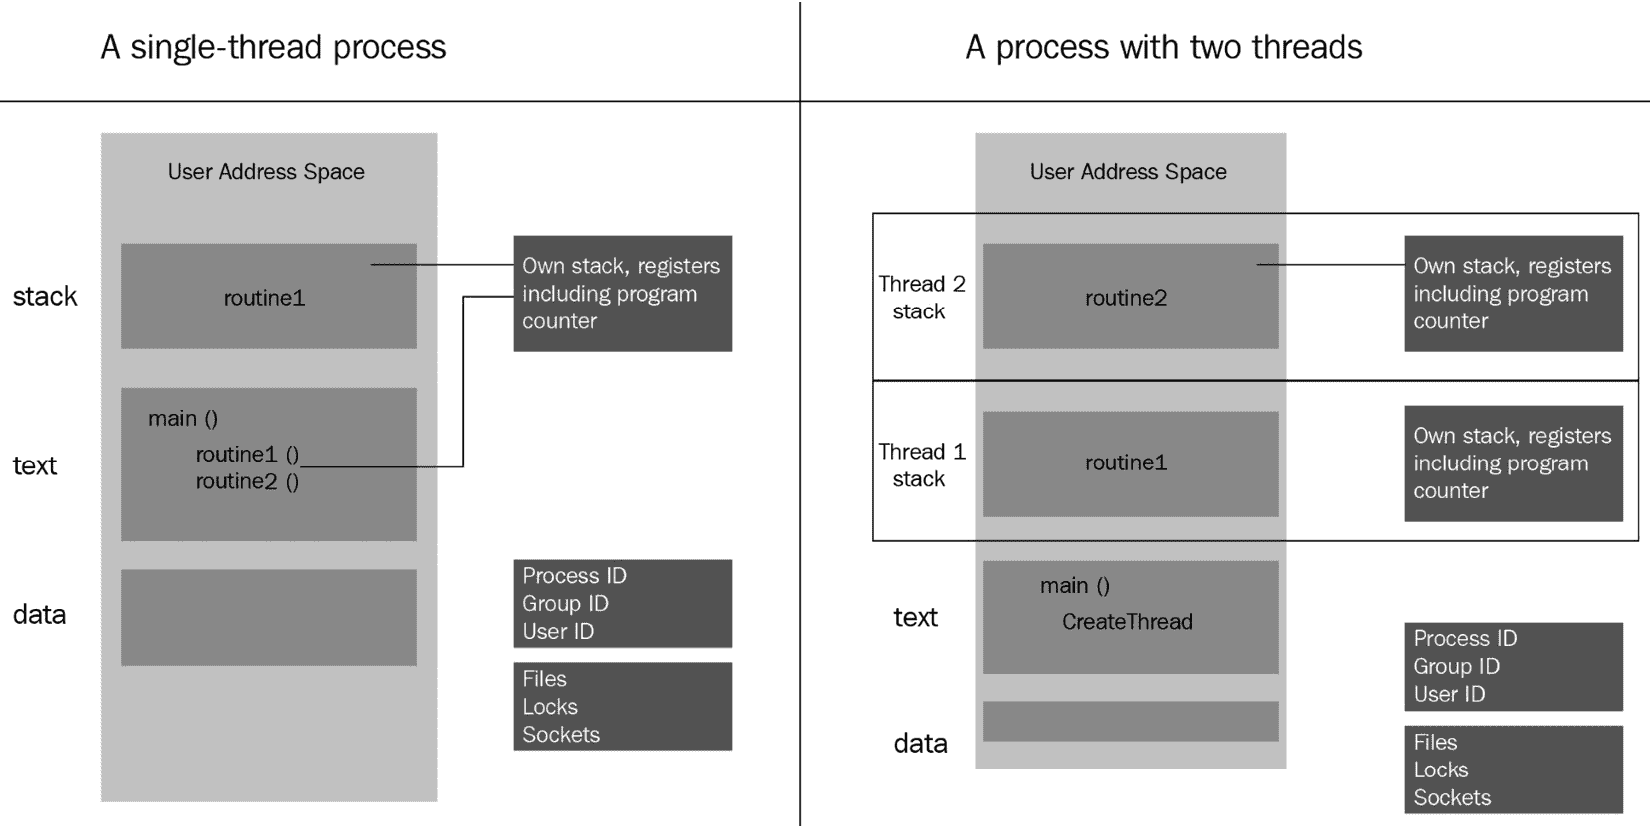 A single-thread process
User Address Space
stack
routine1
Own stack, registers
including program
counter
text
main ()
routine1 ()
routine2 ()
data
Process ID
Group ID
User ID
Files
Locks
Sockets
A process with two threads
User Address Space
Thread 2
stack
routine2
Own stack, registers
including program
counter
Thread 1
stack
routine1
Own stack, registers
including program
counter
text
main ()
CreateThread
data
Process ID
Group ID
User ID
Files
Locks
Sockets